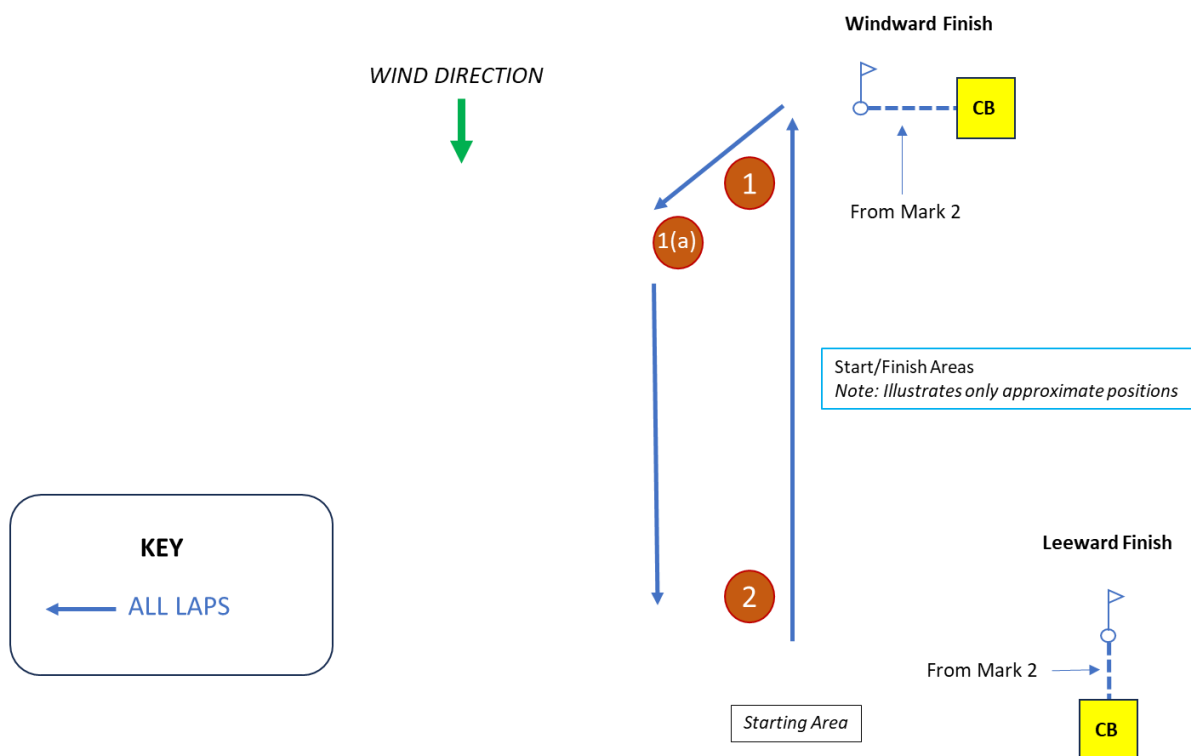 Windward Finish
WIND DIRECTION
CB
1
From Mark 2
1(a)
Start/Finish Areas
Note: Illustrates only approximate positions
KEY
ALL LAPS
Leeward Finish
2
From Mark 2
Starting Area
CB